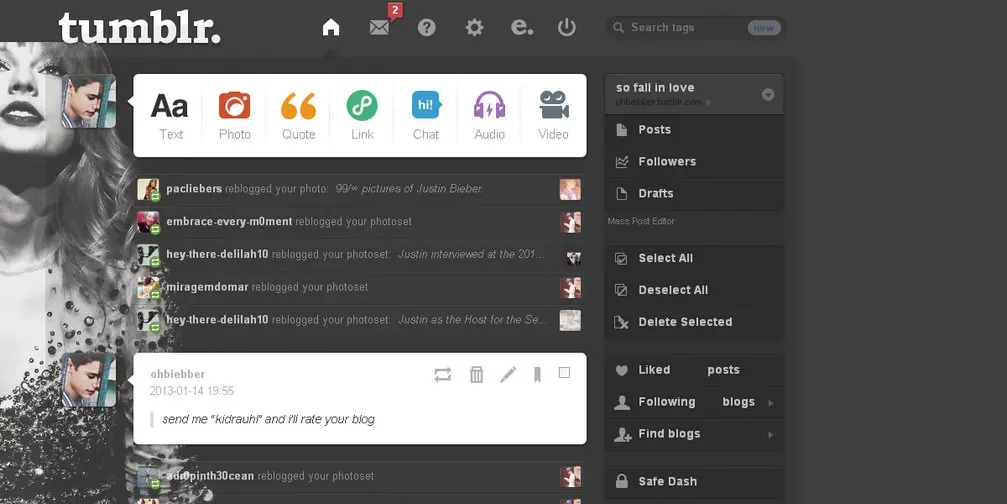 tumblr.
2
e.
Search tags
new
Aa
hi!
Text
Photo
Quote
Link
Chat
Audio
Video
pacliebers reblogged your photo: 99/∞ pictures of Justin Bieber.
embrace-every-m0ment reblogged your photoset
hey-there-delilah10 reblogged your photoset: Justin interviewed at the 201...
miragemdomar reblogged your photoset
hey-there-delilah10 reblogged your photoset: Justin as the Host for the Se...
ohbiebber
2013-01-14 19:55
send me "kidrauhl" and i'll rate your blog
reblogged your photoset
so fall in love
ohbiebber.tumblr.com
Posts
Followers
Drafts
Mass Post Editor
Select All
Deselect All
Delete Selected
Liked posts
Following blogs
Find blogs
Safe Dash